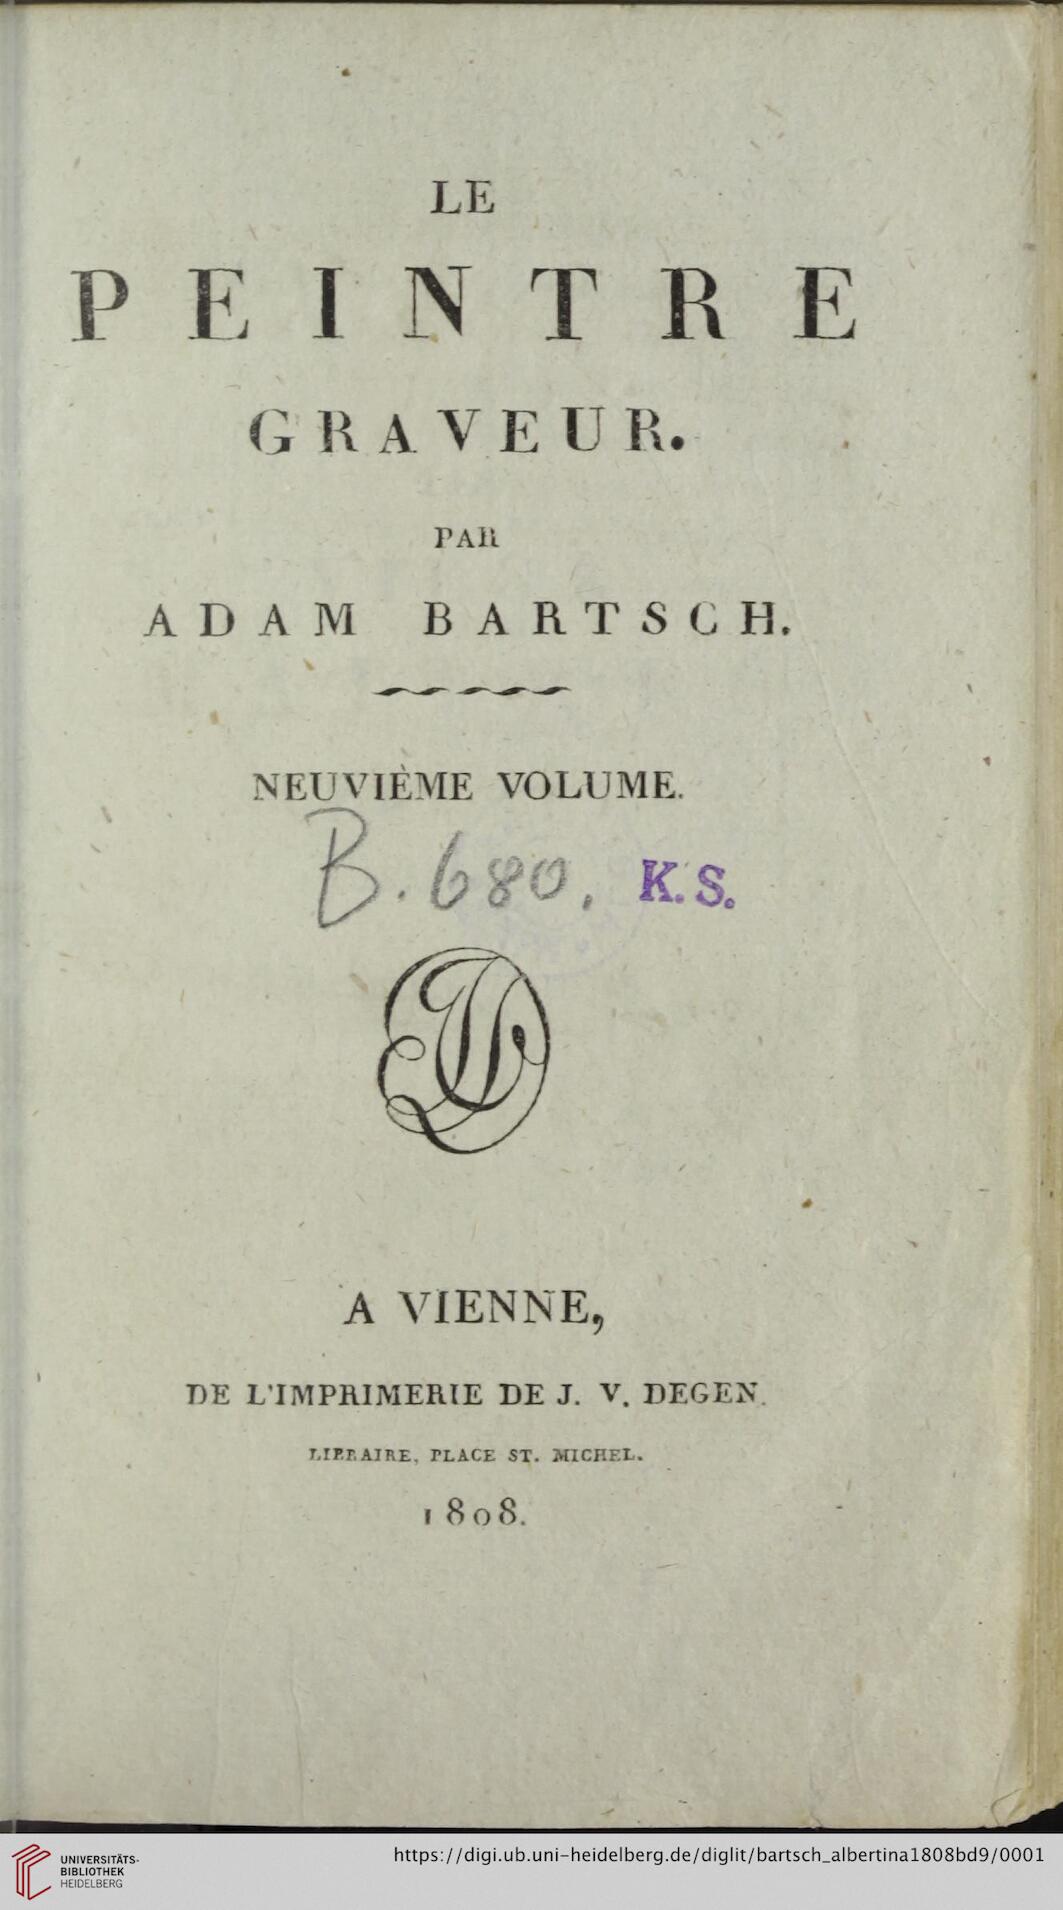 LE
PEINTRE
GRAVEUR.
PAR
ADAM BARTSCH.
NEUVIÈME VOLUME.
B. 680. K.S.
A VIENNE,
DE L'IMPRIMERIE DE J. V. DEGEN.
LIBRAIRE, PLACE ST. MICHEL.
1808.
UNIVERSITÄTS-
BIBLIOTHEK
HEIDELBERG
https://digi.ub.uni-heidelberg.de/diglit/bartsch_albertina1808bd9/0001